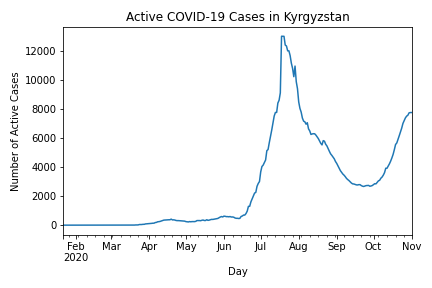 Active COVID-19 Cases in Kyrgyzstan
Number of Active Cases
12000
10000
8000
6000
4000
2000
0
Feb Mar Apr May Jun Jul Aug Sep Oct Nov
2020
Day